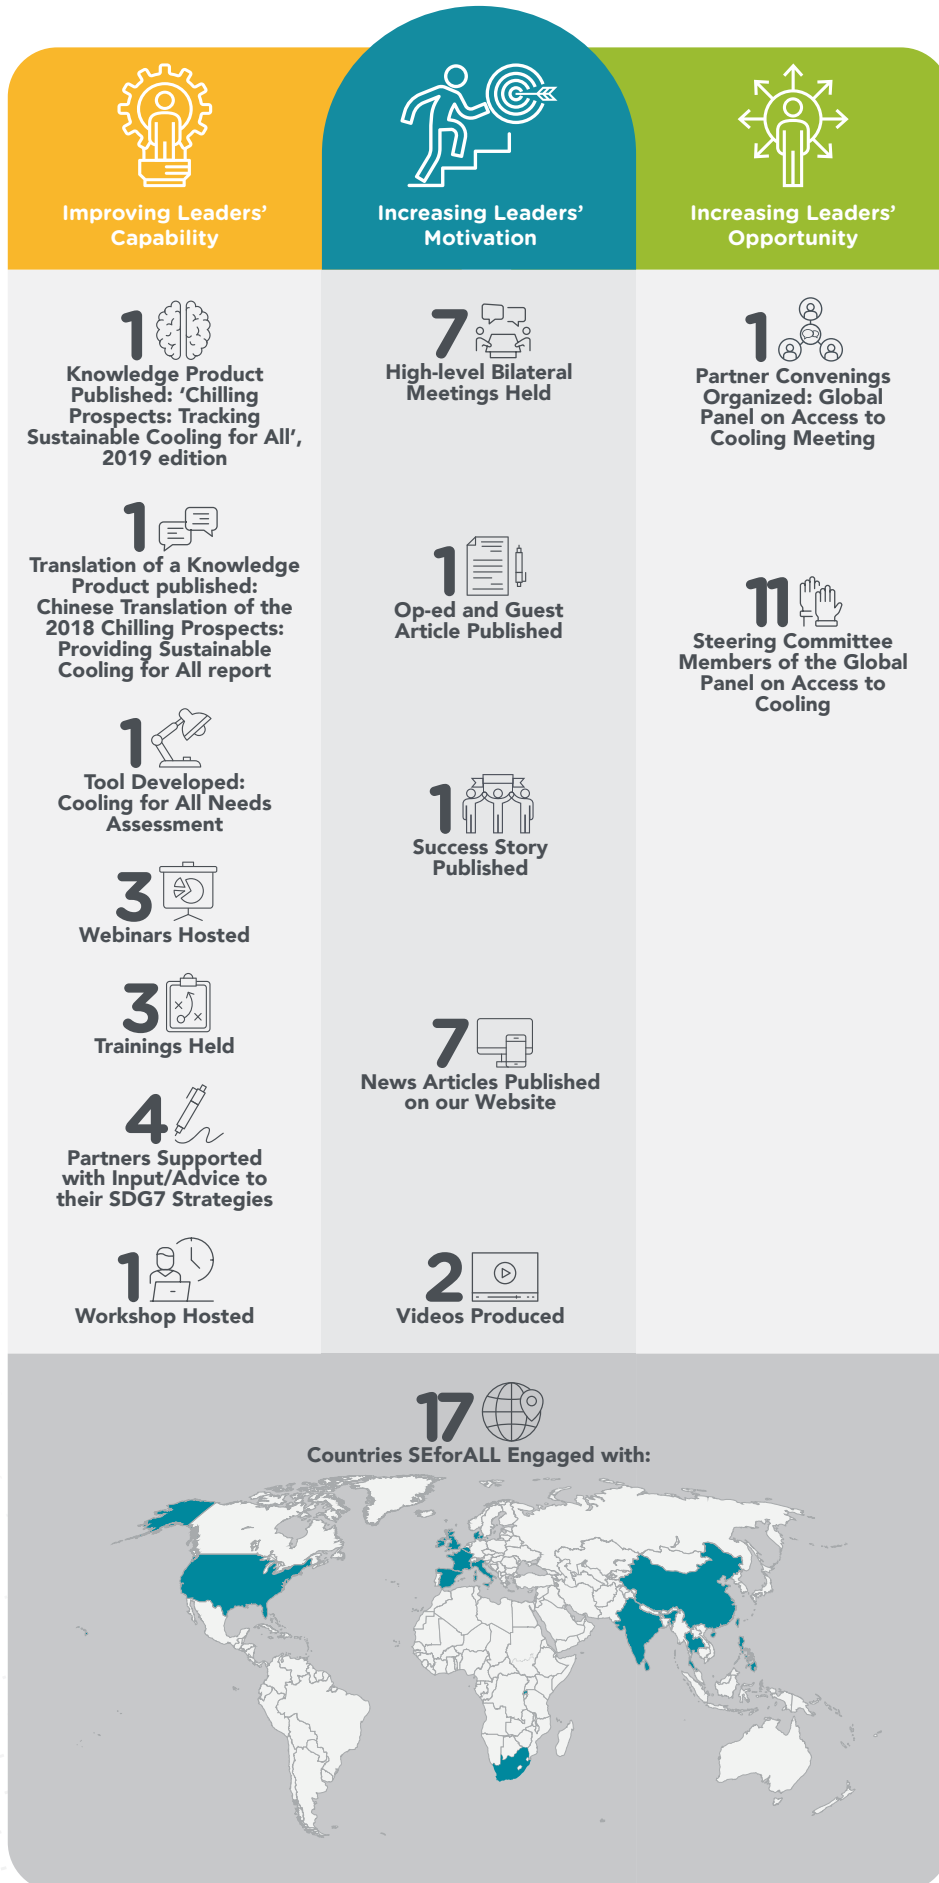 Improving Leaders'
Capability
1
Knowledge Product
Published: ‘Chilling
Prospects: Tracking
Sustainable Cooling for All’,
2019 edition
1
Translation of a Knowledge
Product published:
Chinese Translation of the
2018 Chilling Prospects:
Providing Sustainable
Cooling for All report
1
Tool Developed:
Cooling for All Needs
Assessment
3
Webinars Hosted
3
Trainings Held
4
Partners Supported
with Input/Advice to
their SDG7 Strategies
1
Workshop Hosted
Increasing Leaders’
Motivation
7
High-level Bilateral
Meetings Held
1
Op-ed and Guest
Article Published
1
Success Story
Published
7
News Articles Published
on our Website
2
Videos Produced
Increasing Leaders’
Opportunity
1
Partner Convenings
Organized: Global
Panel on Access to
Cooling Meeting
11
Steering Committee
Members of the Global
Panel on Access to
Cooling
17
Countries SEforALL Engaged with: